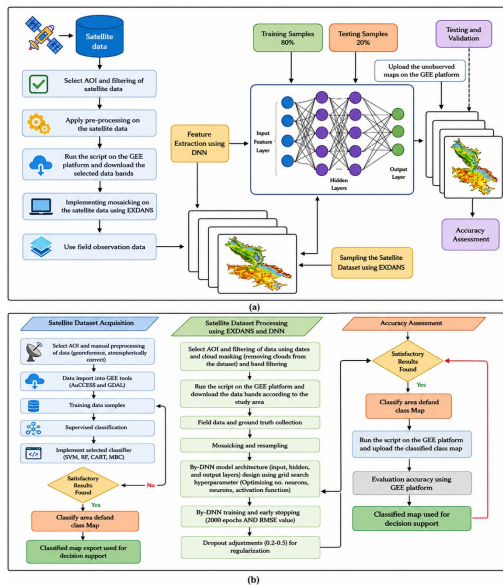 Satellite
data
Select AOI and filtering of
satellite data
Apply pre-processing on
the satellite data
Run the script on the GEE
platform and download the
selected data bands
Implementing mosaicking on
the satellite data using EXDANS
Use field observation data
Feature
Extraction using
DNN
Training Samples
80%
Testing Samples
20%
Input
Feature
Layer
Hidden
Layers
Output
Layer
Sampling the Satellite
Dataset using EXDANS
Testing and
Validation
Upload the unobserved
maps on the GEE platform
Accuracy
Assessment
(a)
Satellite Dataset Acquisition
Select AOI and manual preprocessing
of data (georeference, atmospherically
correct)
Data import into GEE tools
(AuCCESS and GDAL)
Training data samples
Supervised classification
Implement selected classifier
(SVM, RF, CART, MBC)
Satisfactory
Results
Found
No
Yes
Classify area defand
class Map
Classified map export used for
decision support
Satellite Dataset Processing
using EXDANS and DNN
Select AOI and filtering of data using dates
and cloud masking (removing clouds from
the dataset) and band filtering
Run the script on the GEE platform and
download the data bands according to the
study area
Field data and ground truth collection
Mosaicking and resampling
By-DNN model architecture (input, hidden,
and output layers) design using grid search
hyperparameter (Optimizing no. neurons,
neurons, activation function)
By-DNN training and early stopping
(2000 epochs AND RMSE value)
Dropout adjustments (0.2-0.5) for
regularization
Accuracy Assessment
Satisfactory
Results
Found
Yes
Classify area defand
class Map
Run the script on the GEE platform
and upload the classified class map
Evaluation accuracy using
GEE platform
Classified map used for
decision support
(b)